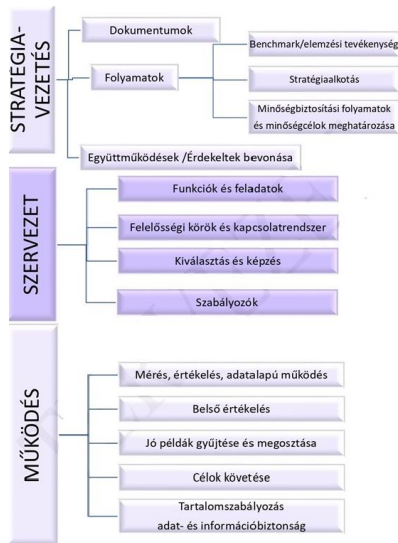 STRATÉGIA-
VEZETÉS
Dokumentumok
Folyamatok
Benchmark/elemzési tevékenység
Stratégiaalkotás
Minőségbiztosítási folyamatok
és minőségcélok meghatározása
Együttműködések /Érdekeltek bevonása
SZERVEZET
Funkciók és feladatok
Felelősségi körök és kapcsolatrendszer
Kiválasztás és képzés
Szabályozók
MŰKÖDÉS
Mérés, értékelés, adatalapú működés
Belső értékelés
Jó példák gyűjtése és megosztása
Célok követése
Tartalomszabályozás
adat- és információbiztonság